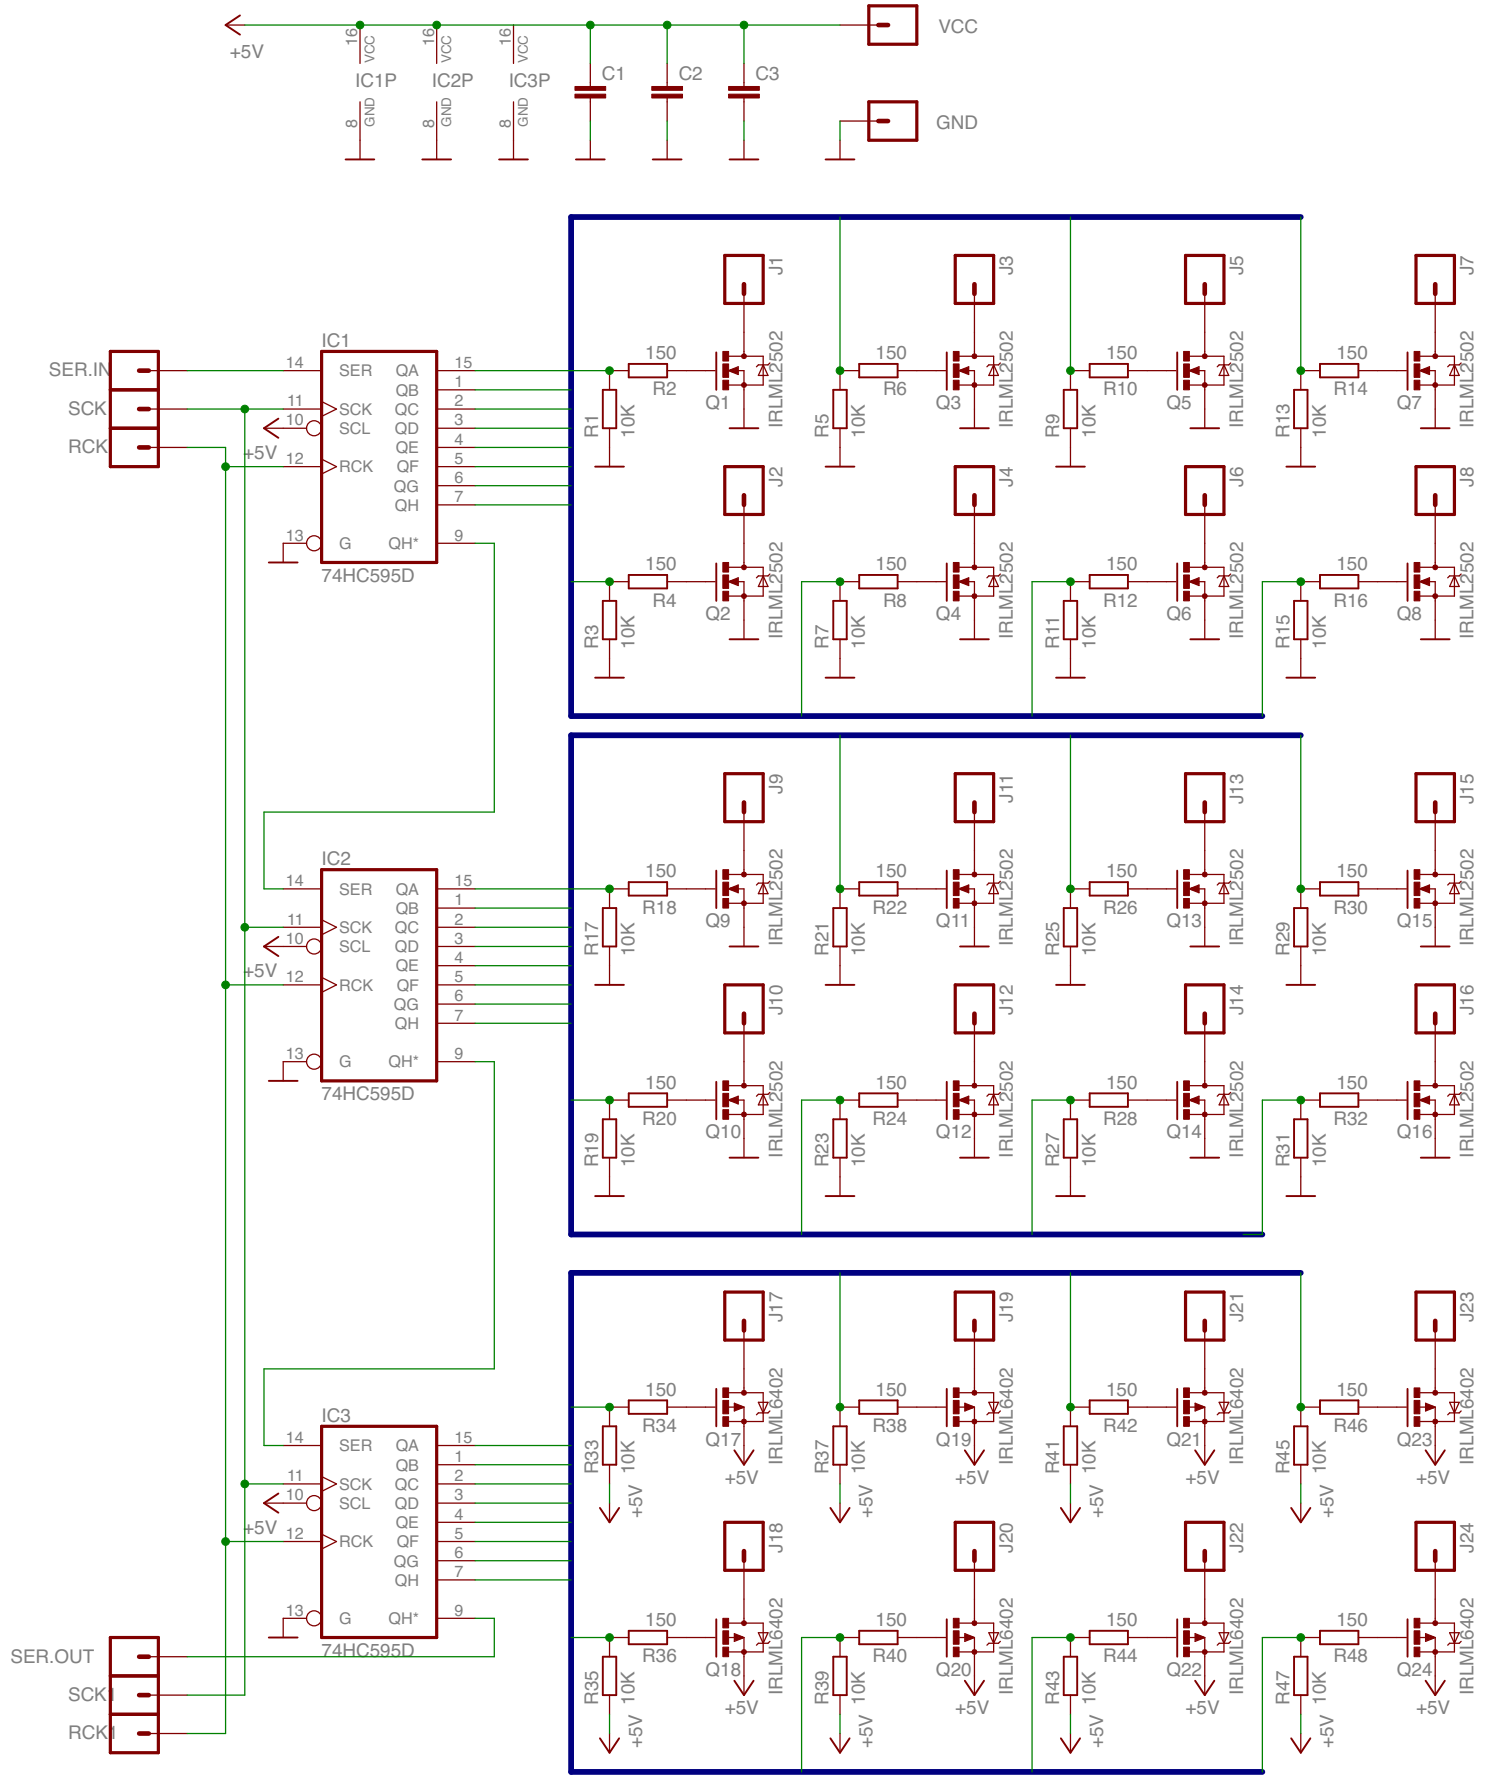 +5V
16 VCC
16 VCC
16 VCC
IC1P
IC2P
IC3P
C1
C2
C3
VCC
8 GND
8 GND
8 GND
GND
SER.IN
SCK
RCK
IC1
14 SER QA 15
QB 1
11 SCK QC 2
10 SCL QD 3
+5V
QE 4
12 RCK QF 5
QG 6
QH 7
13 G QH* 9
74HC595D
J1
150
R2
Q1
IRLML2502
R1
10K
J3
150
R6
Q3
IRLML2502
R5
10K
J5
150
R10
Q5
IRLML2502
R9
10K
J7
150
R14
Q7
IRLML2502
R13
10K
J2
150
R4
Q2
IRLML2502
R3
10K
J4
150
R8
Q4
IRLML2502
R7
10K
J6
150
R12
Q6
IRLML2502
R11
10K
J8
150
R16
Q8
IRLML2502
R15
10K
IC2
14 SER QA 15
QB 1
11 SCK QC 2
10 SCL QD 3
+5V
QE 4
12 RCK QF 5
QG 6
QH 7
13 G QH* 9
74HC595D
J9
150
R18
Q9
IRLML2502
R17
10K
J11
150
R22
Q11
IRLML2502
R21
10K
J13
150
R26
Q13
IRLML2502
R25
10K
J15
150
R30
Q15
IRLML2502
R29
10K
J10
150
R20
Q10
IRLML2502
R19
10K
J12
150
R24
Q12
IRLML2502
R23
10K
J14
150
R28
Q14
IRLML2502
R27
10K
J16
150
R32
Q16
IRLML2502
R31
10K
IC3
14 SER QA 15
QB 1
11 SCK QC 2
10 SCL QD 3
+5V
QE 4
12 RCK QF 5
QG 6
QH 7
13 G QH* 9
74HC595D
SER.OUT
SCK1
RCK1
J17
150
R34
Q17
IRLML6402
+5V
R33
10K
+5V
J19
150
R38
Q19
IRLML6402
+5V
R37
10K
+5V
J21
150
R42
Q21
IRLML6402
+5V
R41
10K
+5V
J23
150
R46
Q23
IRLML6402
+5V
R45
10K
+5V
J18
150
R36
Q18
IRLML6402
+5V
R35
10K
+5V
J20
150
R40
Q20
IRLML6402
+5V
R39
10K
+5V
J22
150
R44
Q22
IRLML6402
+5V
R43
10K
+5V
J24
150
R48
Q24
IRLML6402
+5V
R47
10K
+5V